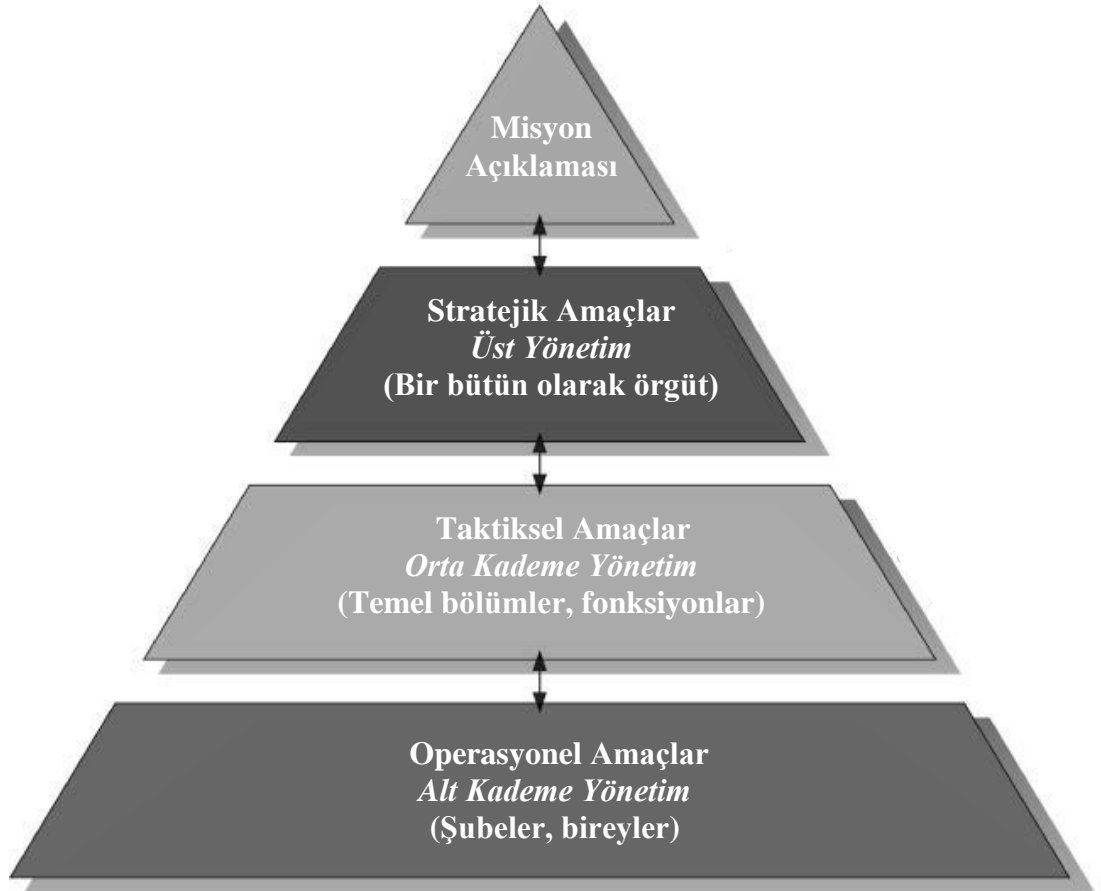 Misyon
Açıklaması
Stratejik Amaçlar
Üst Yönetim
(Bir bütün olarak örgüt)
Taktiksel Amaçlar
Orta Kademe Yönetim
(Temel bölümler, fonksiyonlar)
Operasyonel Amaçlar
Alt Kademe Yönetim
(Şubeler, bireyler)